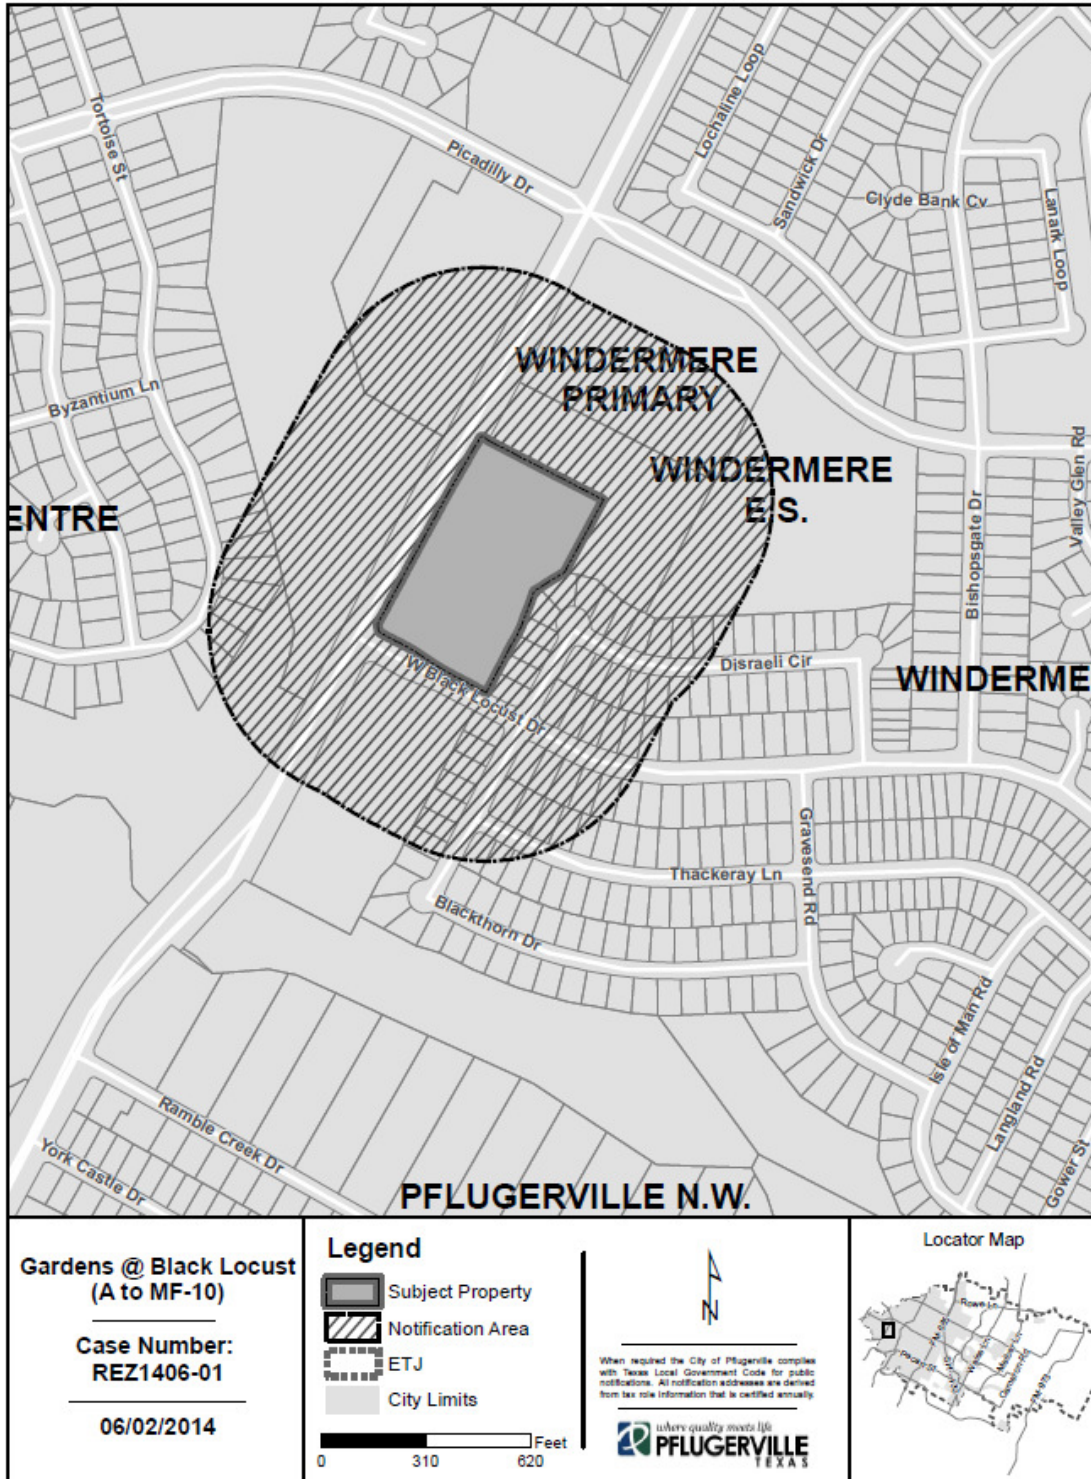 Tortoise St
Picadilly Dr
Lochaline Loop
Sandwick Dr
Clyde Bank Cv
Lanark Loop
WINDERMERE
PRIMARY
Byzantium Ln
WINDERMERE
E.S.
Valley Glen Rd
ENTRE
Bishopsgate Dr
Disraeli Cir
WINDERME
W Black Locust Dr
Gravesend Rd
Thackeray Ln
Blackthorn Dr
Isle of Man Rd
Langland Rd
Gower St
Ramble Creek Dr
York Castle Dr
PFLUGERVILLE N.W.
Gardens @ Black Locust
(A to MF-10)
Case Number:
REZ1406-01
06/02/2014
Legend
Subject Property
Notification Area
ETJ
City Limits
Feet
0 310 620
N
When required the City of Pflugerville complies
with Texas Local Government Code for public
notifications. All notification addresses are derived
from tax role information that is certified annually.
where quality meets life
PFLUGERVILLE
TEXAS
Locator Map
Rowe Ln